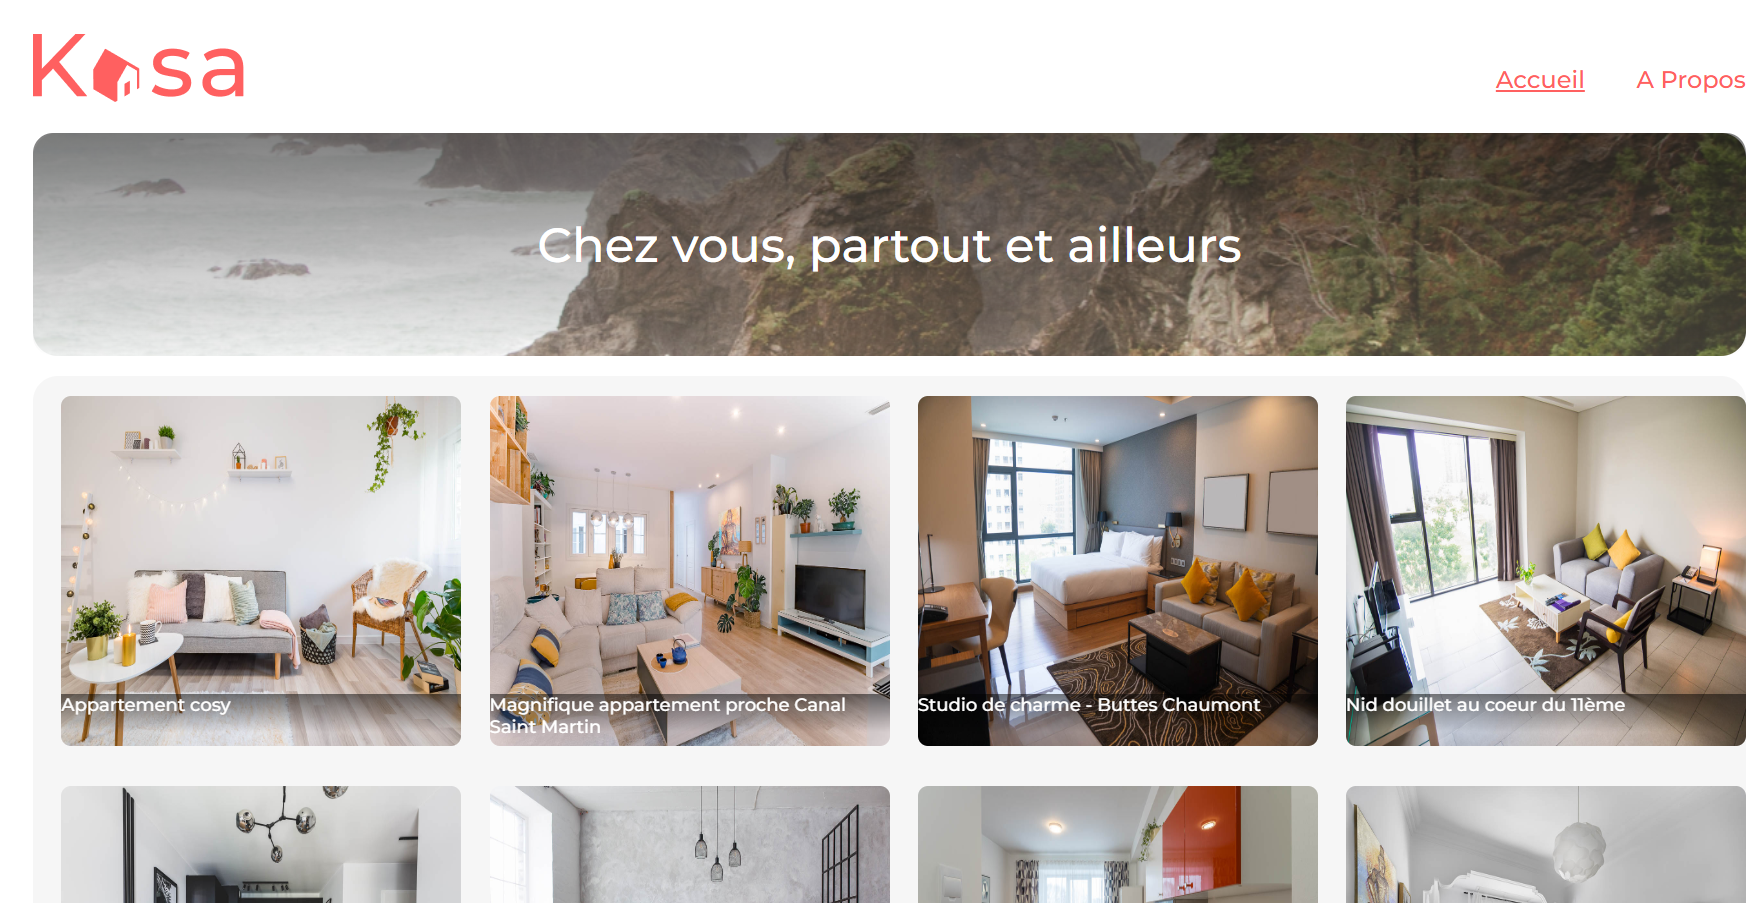 Kasa
Accueil
A Propos
Chez vous, partout et ailleurs
Appartement cosy
Magnifique appartement proche Canal
Saint Martin
Studio de charme - Buttes Chaumont
Nid douillet au coeur du 11ème